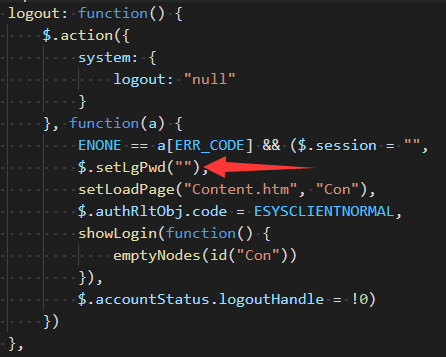 logout: function() {
$.action({
system: {
logout: "null"
}
}, function(a) {
ENONE == a[ERR_CODE] && ($.session = "",
$.setLgPwd(""),
setLoadPage("Content.htm", "Con"),
$.authRltObj.code = ESYSCLIENTNORMAL,
showLogin(function() {
emptyNodes(id("Con"))
}),
$.accountStatus.logoutHandle = !0)
})
},